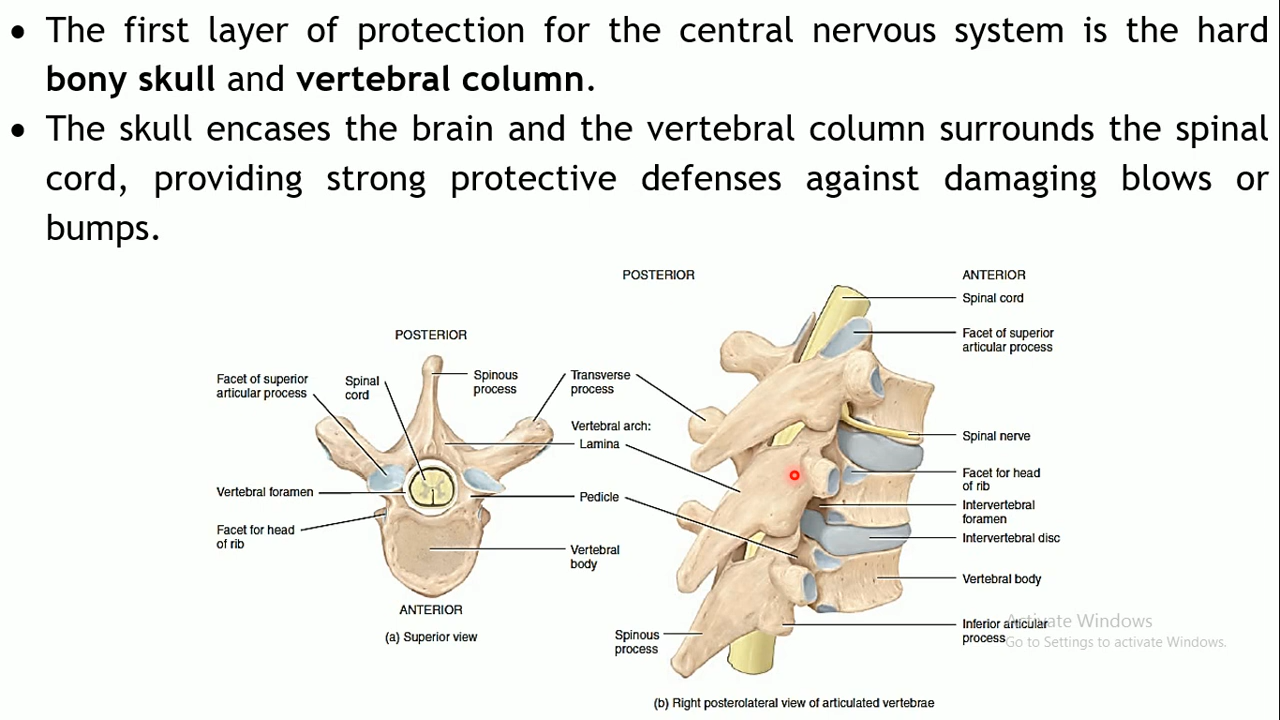 • The first layer of protection for the central nervous system is the hard
bony skull and vertebral column.
• The skull encases the brain and the vertebral column surrounds the spinal
cord, providing strong protective defenses against damaging blows or
bumps.
POSTERIOR
Facet of superior
articular process
Spinal
cord
Spinous
process
Transverse
process
Vertebral arch:
Lamina
Vertebral foramen
Pedicle
Facet for head
of rib
Vertebral
body
ANTERIOR
(a) Superior view
POSTERIOR
ANTERIOR
Spinal cord
Facet of superior
articular process
Spinal nerve
Facet for head
of rib
Intervertebral
foramen
Intervertebral disc
Vertebral body
Inferior articular
process
Spinous
process
(b) Right posterolateral view of articulated vertebrae
Activate Windows
Go to Settings to activate Windows.